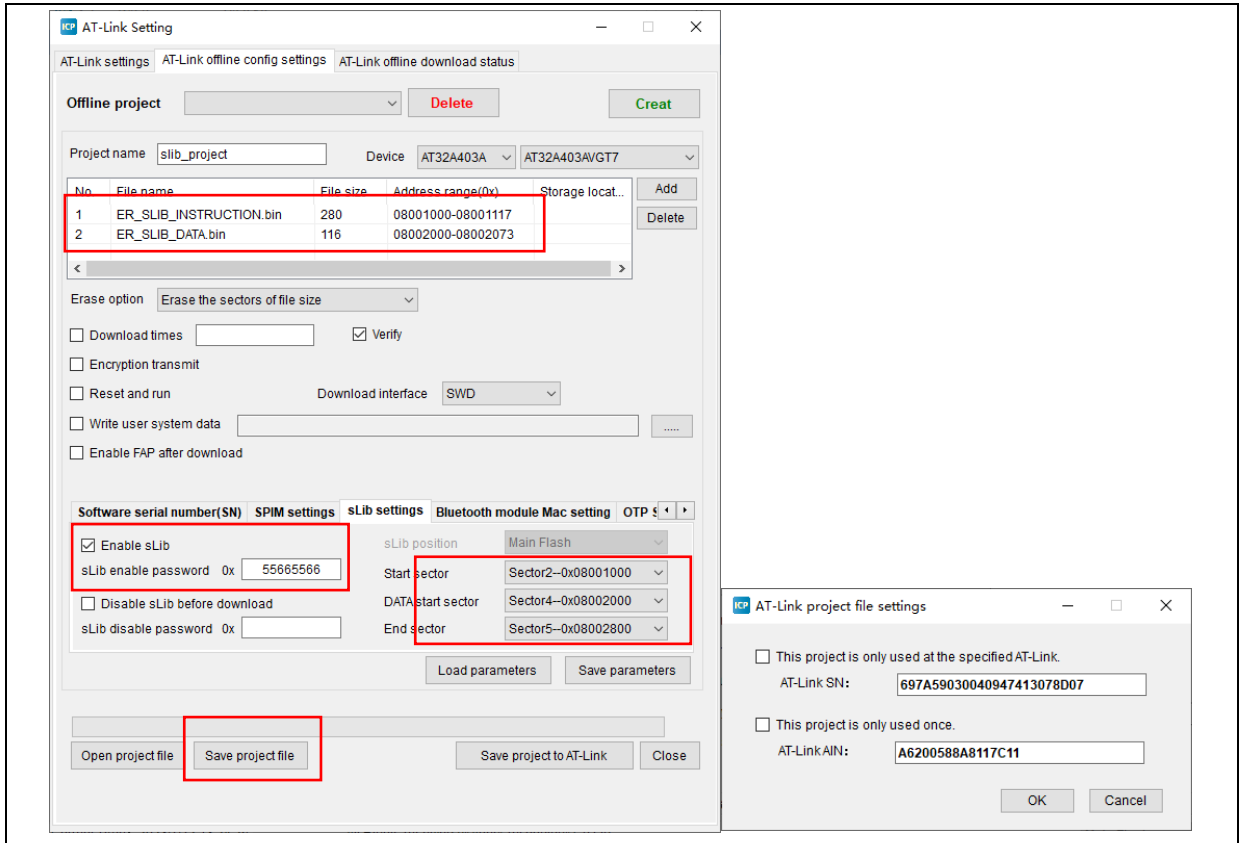 ICP AT-Link Setting
AT-Link settings AT-Link offline config settings AT-Link offline download status
Offline project Delete Creat
Project name slib_project Device AT32A403A AT32A403AVGT7
No. File name File size Address range(0x) Storage locat... Add
1 ER_SLIB_INSTRUCTION.bin 280 08001000-08001117
Delete
2 ER_SLIB_DATA.bin 116 08002000-08002073
Erase option Erase the sectors of file size
Download times Verify
Encryption transmit
Reset and run Download interface SWD
Write user system data .....
Enable FAP after download
Software serial number(SN) SPIM settings sLib settings Bluetooth module Mac setting OTP
Enable sLib sLib position Main Flash
sLib enable password 0x 55665566 Start sector Sector2--0x08001000
Disable sLib before download DATA start sector Sector4--0x08002000
sLib disable password 0x End sector Sector5--0x08002800
Load parameters Save parameters
Open project file Save project file Save project to AT-Link Close
ICP AT-Link project file settings
This project is only used at the specified AT-Link.
AT-Link SN: 697A59030040947413078D07
This project is only used once.
AT-Link AIN: A6200588A8117C11
OK Cancel